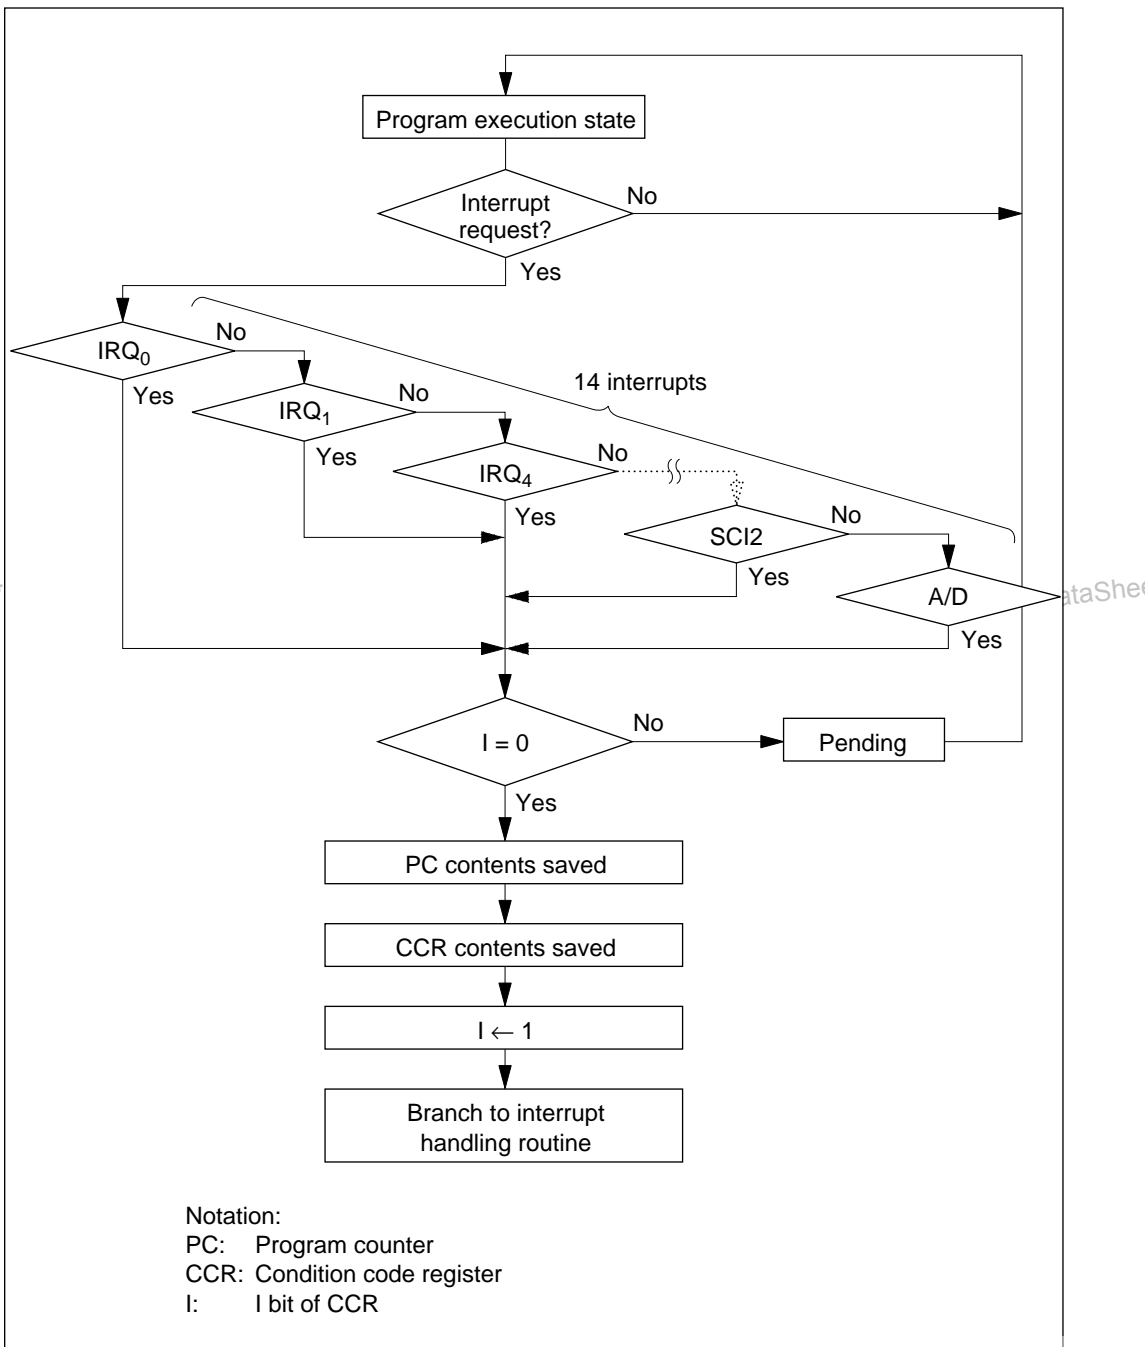 Program execution state
Interrupt
request?
No
Yes
IRQ0
No
Yes
14 interrupts
IRQ1
No
Yes
IRQ4
No
Yes
SCI2
No
Yes
A/D
Yes
ataShee
I = 0
No
Pending
Yes
PC contents saved
CCR contents saved
I ← 1
Branch to interrupt
handling routine
Notation:
PC: Program counter
CCR: Condition code register
I: I bit of CCR